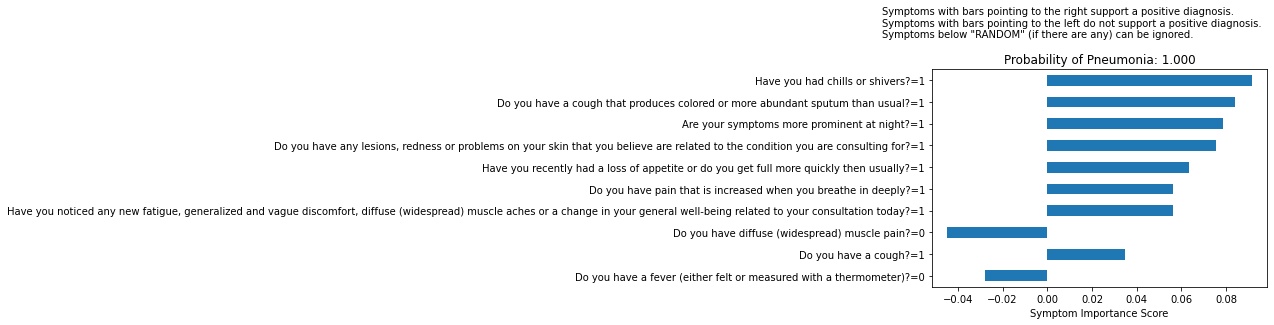 Symptoms with bars pointing to the right support a positive diagnosis.
Symptoms with bars pointing to the left do not support a positive diagnosis.
Symptoms below "RANDOM" (if there are any) can be ignored.
Probability of Pneumonia: 1.000
Have you had chills or shivers?=1
Do you have a cough that produces colored or more abundant sputum than usual?=1
Are your symptoms more prominent at night?=1
Do you have any lesions, redness or problems on your skin that you believe are related to the condition you are consulting for?=1
Have you recently had a loss of appetite or do you get full more quickly then usually?=1
Do you have pain that is increased when you breathe in deeply?=1
Have you noticed any new fatigue, generalized and vague discomfort, diffuse (widespread) muscle aches or a change in your general well-being related to your consultation today?=1
Do you have diffuse (widespread) muscle pain?=0
Do you have a cough?=1
Do you have a fever (either felt or measured with a thermometer)?=0
−0.04 −0.02 0.00 0.02 0.04 0.06 0.08
Symptom Importance Score